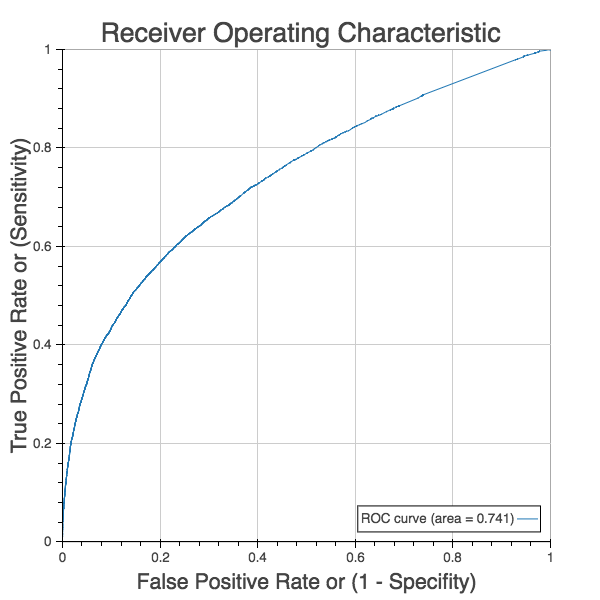 Receiver Operating Characteristic
True Positive Rate or (Sensitivity)
1
0.8
0.6
0.4
0.2
0
ROC curve (area = 0.741)
0 0.2 0.4 0.6 0.8 1
False Positive Rate or (1 - Specifity)